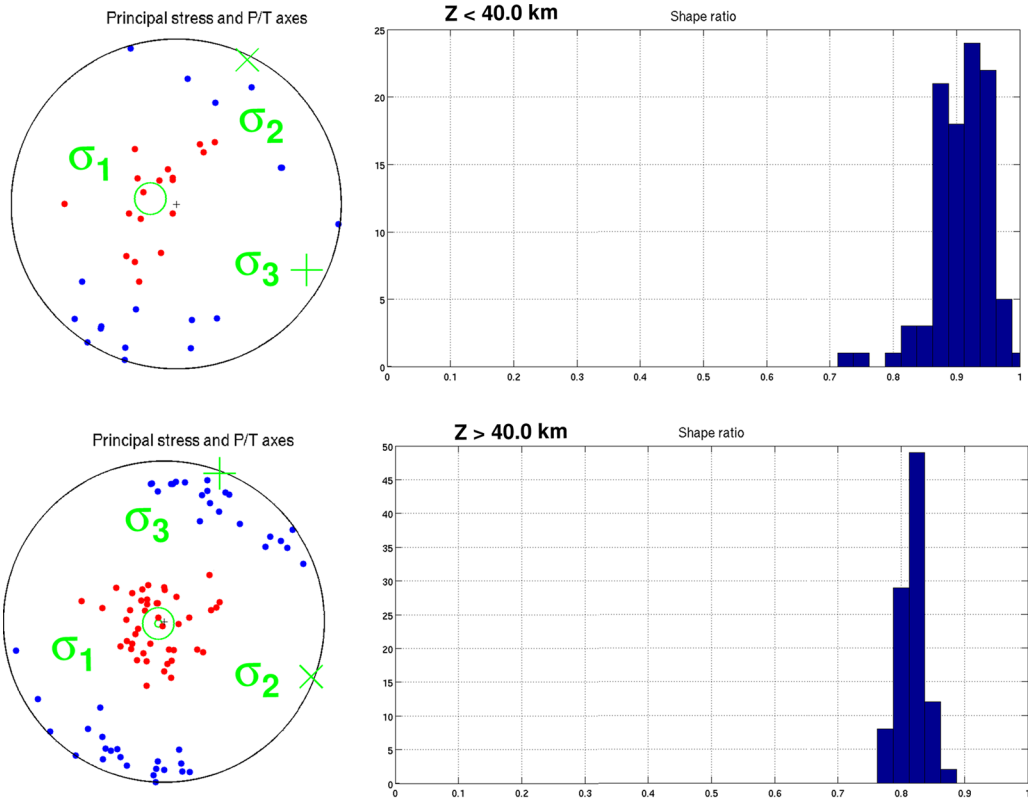 Principal stress and P/T axes
σ1
σ2
σ3
Z < 40.0 km
Shape ratio
25
20
15
10
5
0
0 0.1 0.2 0.3 0.4 0.5 0.6 0.7 0.8 0.9 1
Principal stress and P/T axes
σ3
σ1
σ2
Z > 40.0 km
Shape ratio
50
45
40
35
30
25
20
15
10
5
0
0 0.1 0.2 0.3 0.4 0.5 0.6 0.7 0.8 0.9 1